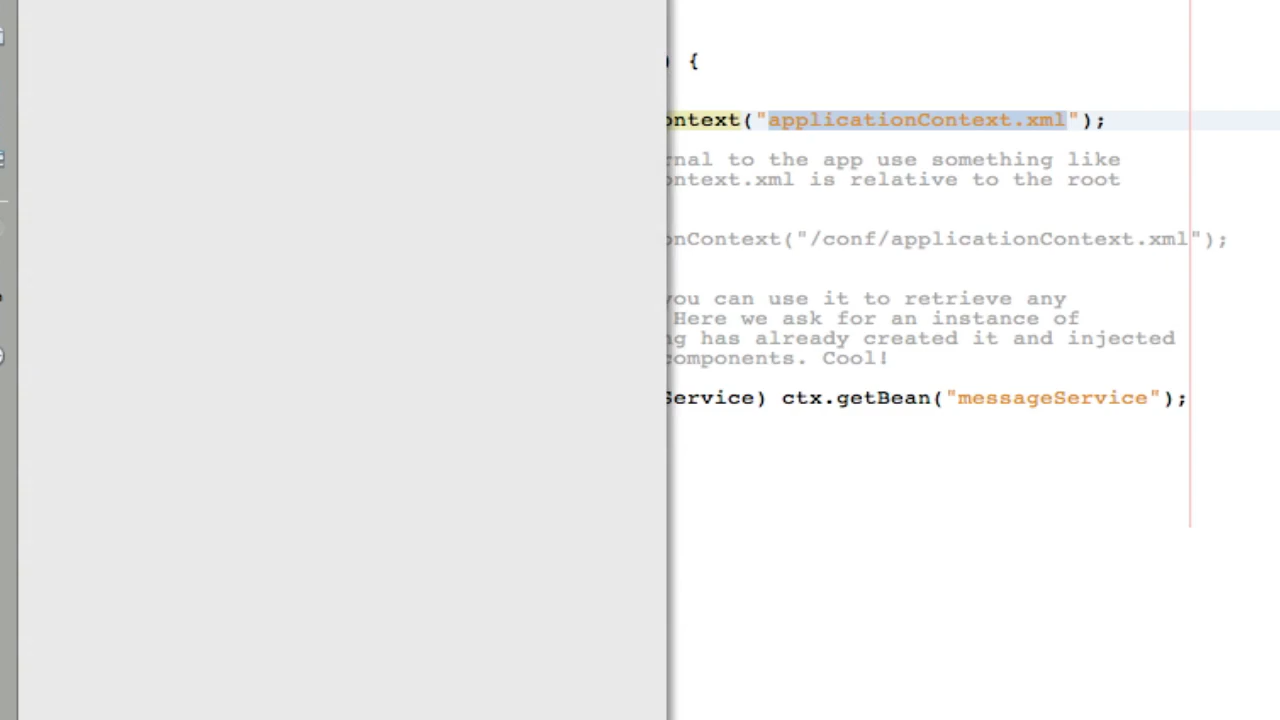 ) {
ontext("applicationContext.xml");
rnal to the app use something like
ontext.xml is relative to the root
onContext("/conf/applicationContext.xml");
you can use it to retrieve any
Here we ask for an instance of
ng has already created it and injected
components. Cool!
Service) ctx.getBean("messageService");